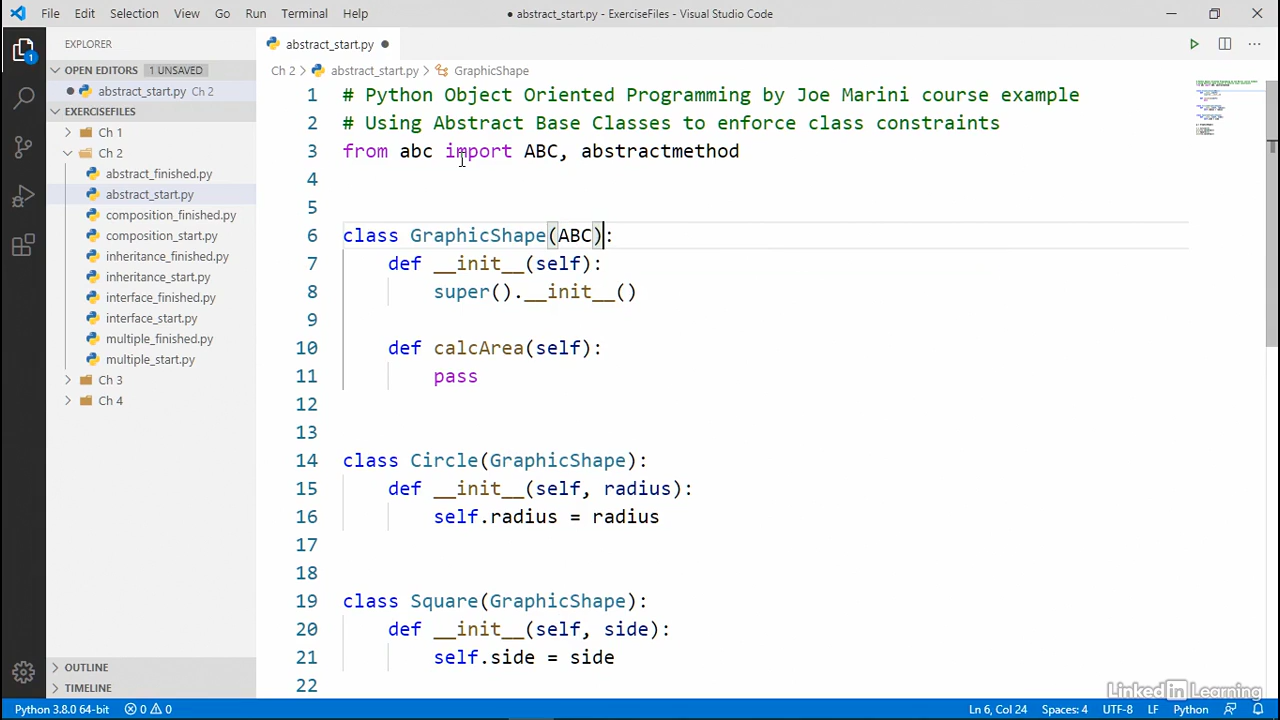 File Edit Selection View Go Run Terminal Help ● abstract_start.py - ExerciseFiles - Visual Studio Code
EXPLORER
OPEN EDITORS 1 UNSAVED
abstract_start.py Ch 2
EXERCISEFILES
Ch 1
Ch 2
abstract_finished.py
abstract_start.py
composition_finished.py
composition_start.py
inheritance_finished.py
inheritance_start.py
interface_finished.py
interface_start.py
multiple_finished.py
multiple_start.py
Ch 3
Ch 4
OUTLINE
TIMELINE
abstract_start.py
Ch 2 > abstract_start.py > GraphicShape
1 # Python Object Oriented Programming by Joe Marini course example
2 # Using Abstract Base Classes to enforce class constraints
3 from abc import ABC, abstractmethod
4
5
6 class GraphicShape(ABC):
7 def __init__(self):
8 super().__init__()
9
10 def calcArea(self):
11 pass
12
13
14 class Circle(GraphicShape):
15 def __init__(self, radius):
16 self.radius = radius
17
18
19 class Square(GraphicShape):
20 def __init__(self, side):
21 self.side = side
22
LinkedIn Learning
1
Python 3.8.0 64-bit 0 0 Ln 6, Col 24 Spaces: 4 UTF-8 LF Python